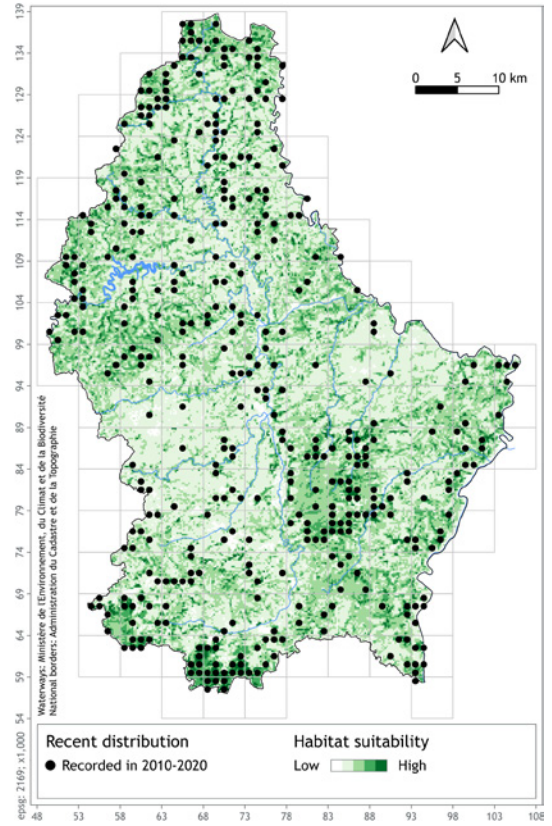 139
134
129
124
119
114
109
104
99
94
89
84
79
74
69
64
59
54
0 5 10 km
Waterways: Ministère de l'Environnement, du Climat et de la Biodiversité
National borders: Administration du Cadastre et de la Topographie
Recent distribution
Recorded in 2010-2020
Habitat suitability
Low High
epsg: 2169; x1,000
48 53 58 63 68 73 78 83 88 93 98 103 108